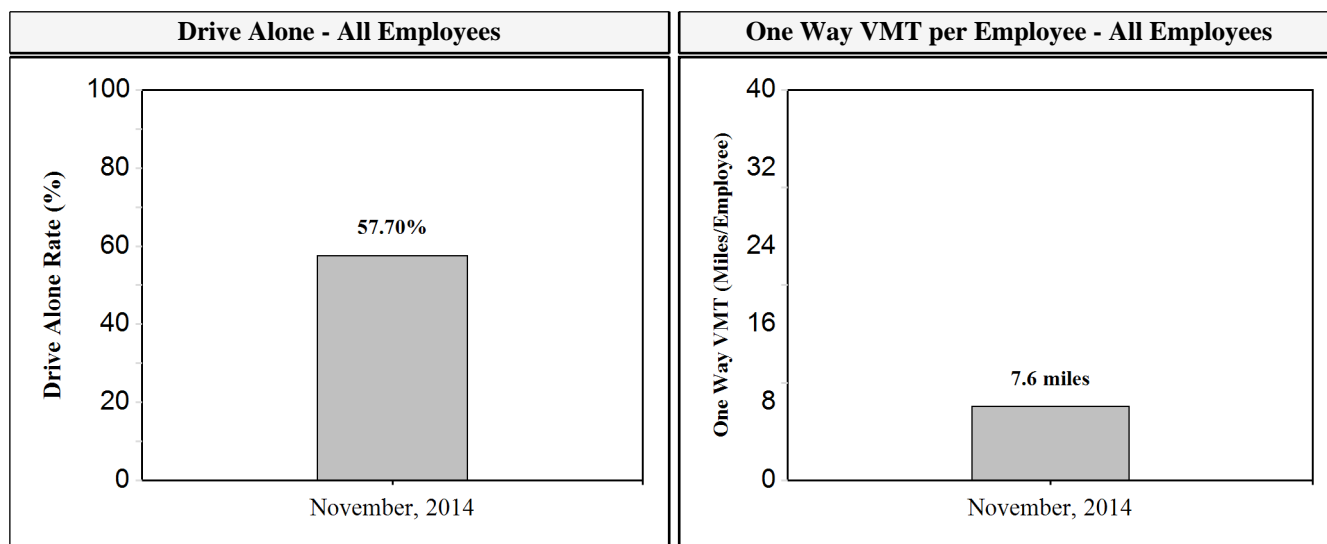 Drive Alone - All Employees
100
80
60
40
20
0
Drive Alone Rate (%)
57.70%
November, 2014
One Way VMT per Employee - All Employees
40
32
24
16
8
0
One Way VMT (Miles/Employee)
7.6 miles
November, 2014